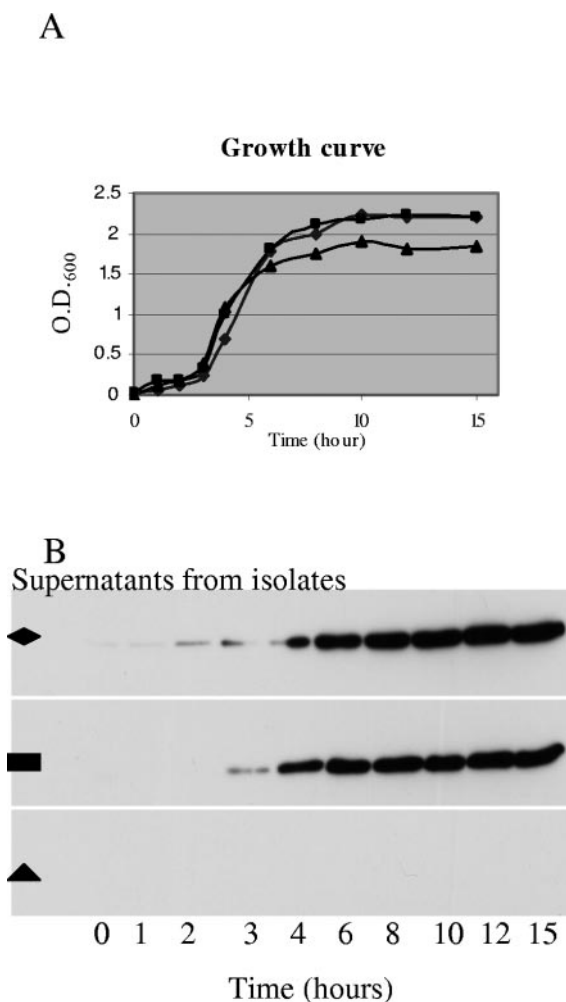 A
Growth curve
2.5
2
1.5
1
0.5
0
O.D.600
0 5 10 15
Time (hour)
B
Supernatants from isolates
0 1 2 3 4 6 8 10 12 15
Time (hours)